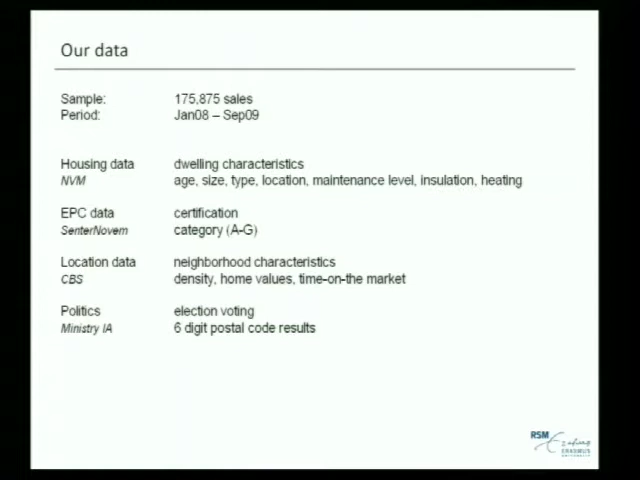 Our data
Sample: 175,875 sales
Period: Jan08 – Sep09
Housing data dwelling characteristics
NVM age, size, type, location, maintenance level, insulation, heating
EPC data certification
SenterNovem category (A-G)
Location data neighborhood characteristics
CBS density, home values, time-on-the market
Politics election voting
Ministry IA 6 digit postal code results
RSM
Erasmus
ERASMUS
UNIVERSITY